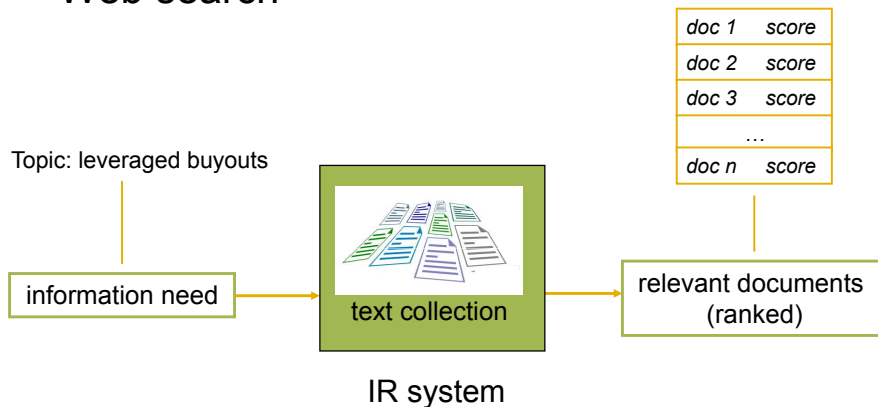 Web search
doc 1 score
doc 2 score
doc 3 score
…
doc n score
Topic: leveraged buyouts
information need
text collection
relevant documents
(ranked)
IR system